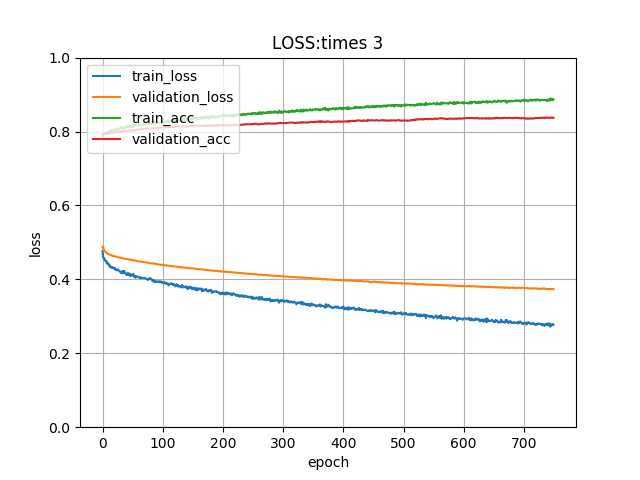 LOSS:times 3
1.0
0.8
0.6
0.4
0.2
0.0
loss
train_loss
validation_loss
train_acc
validation_acc
0 100 200 300 400 500 600 700
epoch